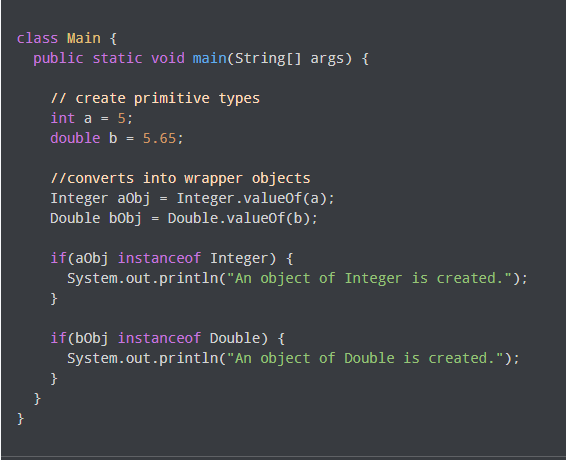 class Main {
  public static void main(String[] args) {

    // create primitive types
    int a = 5;
    double b = 5.65;

    //converts into wrapper objects
    Integer aObj = Integer.valueOf(a);
    Double bObj = Double.valueOf(b);

    if(aObj instanceof Integer) {
      System.out.println("An object of Integer is created.");
    }

    if(bObj instanceof Double) {
      System.out.println("An object of Double is created.");
    }
  }
}